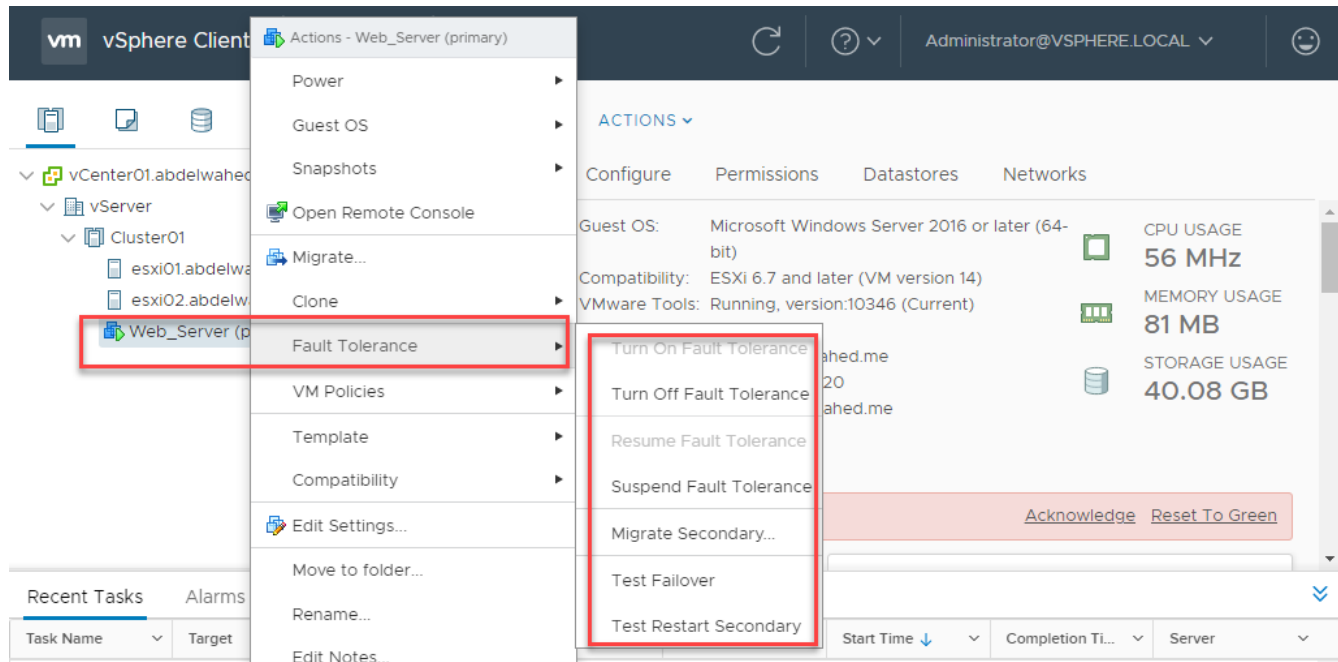 vm vSphere Client
Administrator@VSPHERE.LOCAL
vCenter01.abdelwahed
vServer
Cluster01
esxi01.abdelwa
esxi02.abdelw
Web_Server (p
Actions - Web_Server (primary)
Power
Guest OS
Snapshots
Open Remote Console
Migrate...
Clone
Fault Tolerance
VM Policies
Template
Compatibility
Edit Settings...
Move to folder...
Rename...
Edit Notes...
Turn On Fault Tolerance
Turn Off Fault Tolerance
Resume Fault Tolerance
Suspend Fault Tolerance
Migrate Secondary...
Test Failover
Test Restart Secondary
ACTIONS
Configure Permissions Datastores Networks
Guest OS: Microsoft Windows Server 2016 or later (64-
bit)
Compatibility: ESXi 6.7 and later (VM version 14)
VMware Tools: Running, version:10346 (Current)
ahed.me
20
ahed.me
CPU USAGE
56 MHz
MEMORY USAGE
81 MB
STORAGE USAGE
40.08 GB
Acknowledge Reset To Green
Recent Tasks Alarms
Task Name Target Start Time Completion Ti... Server